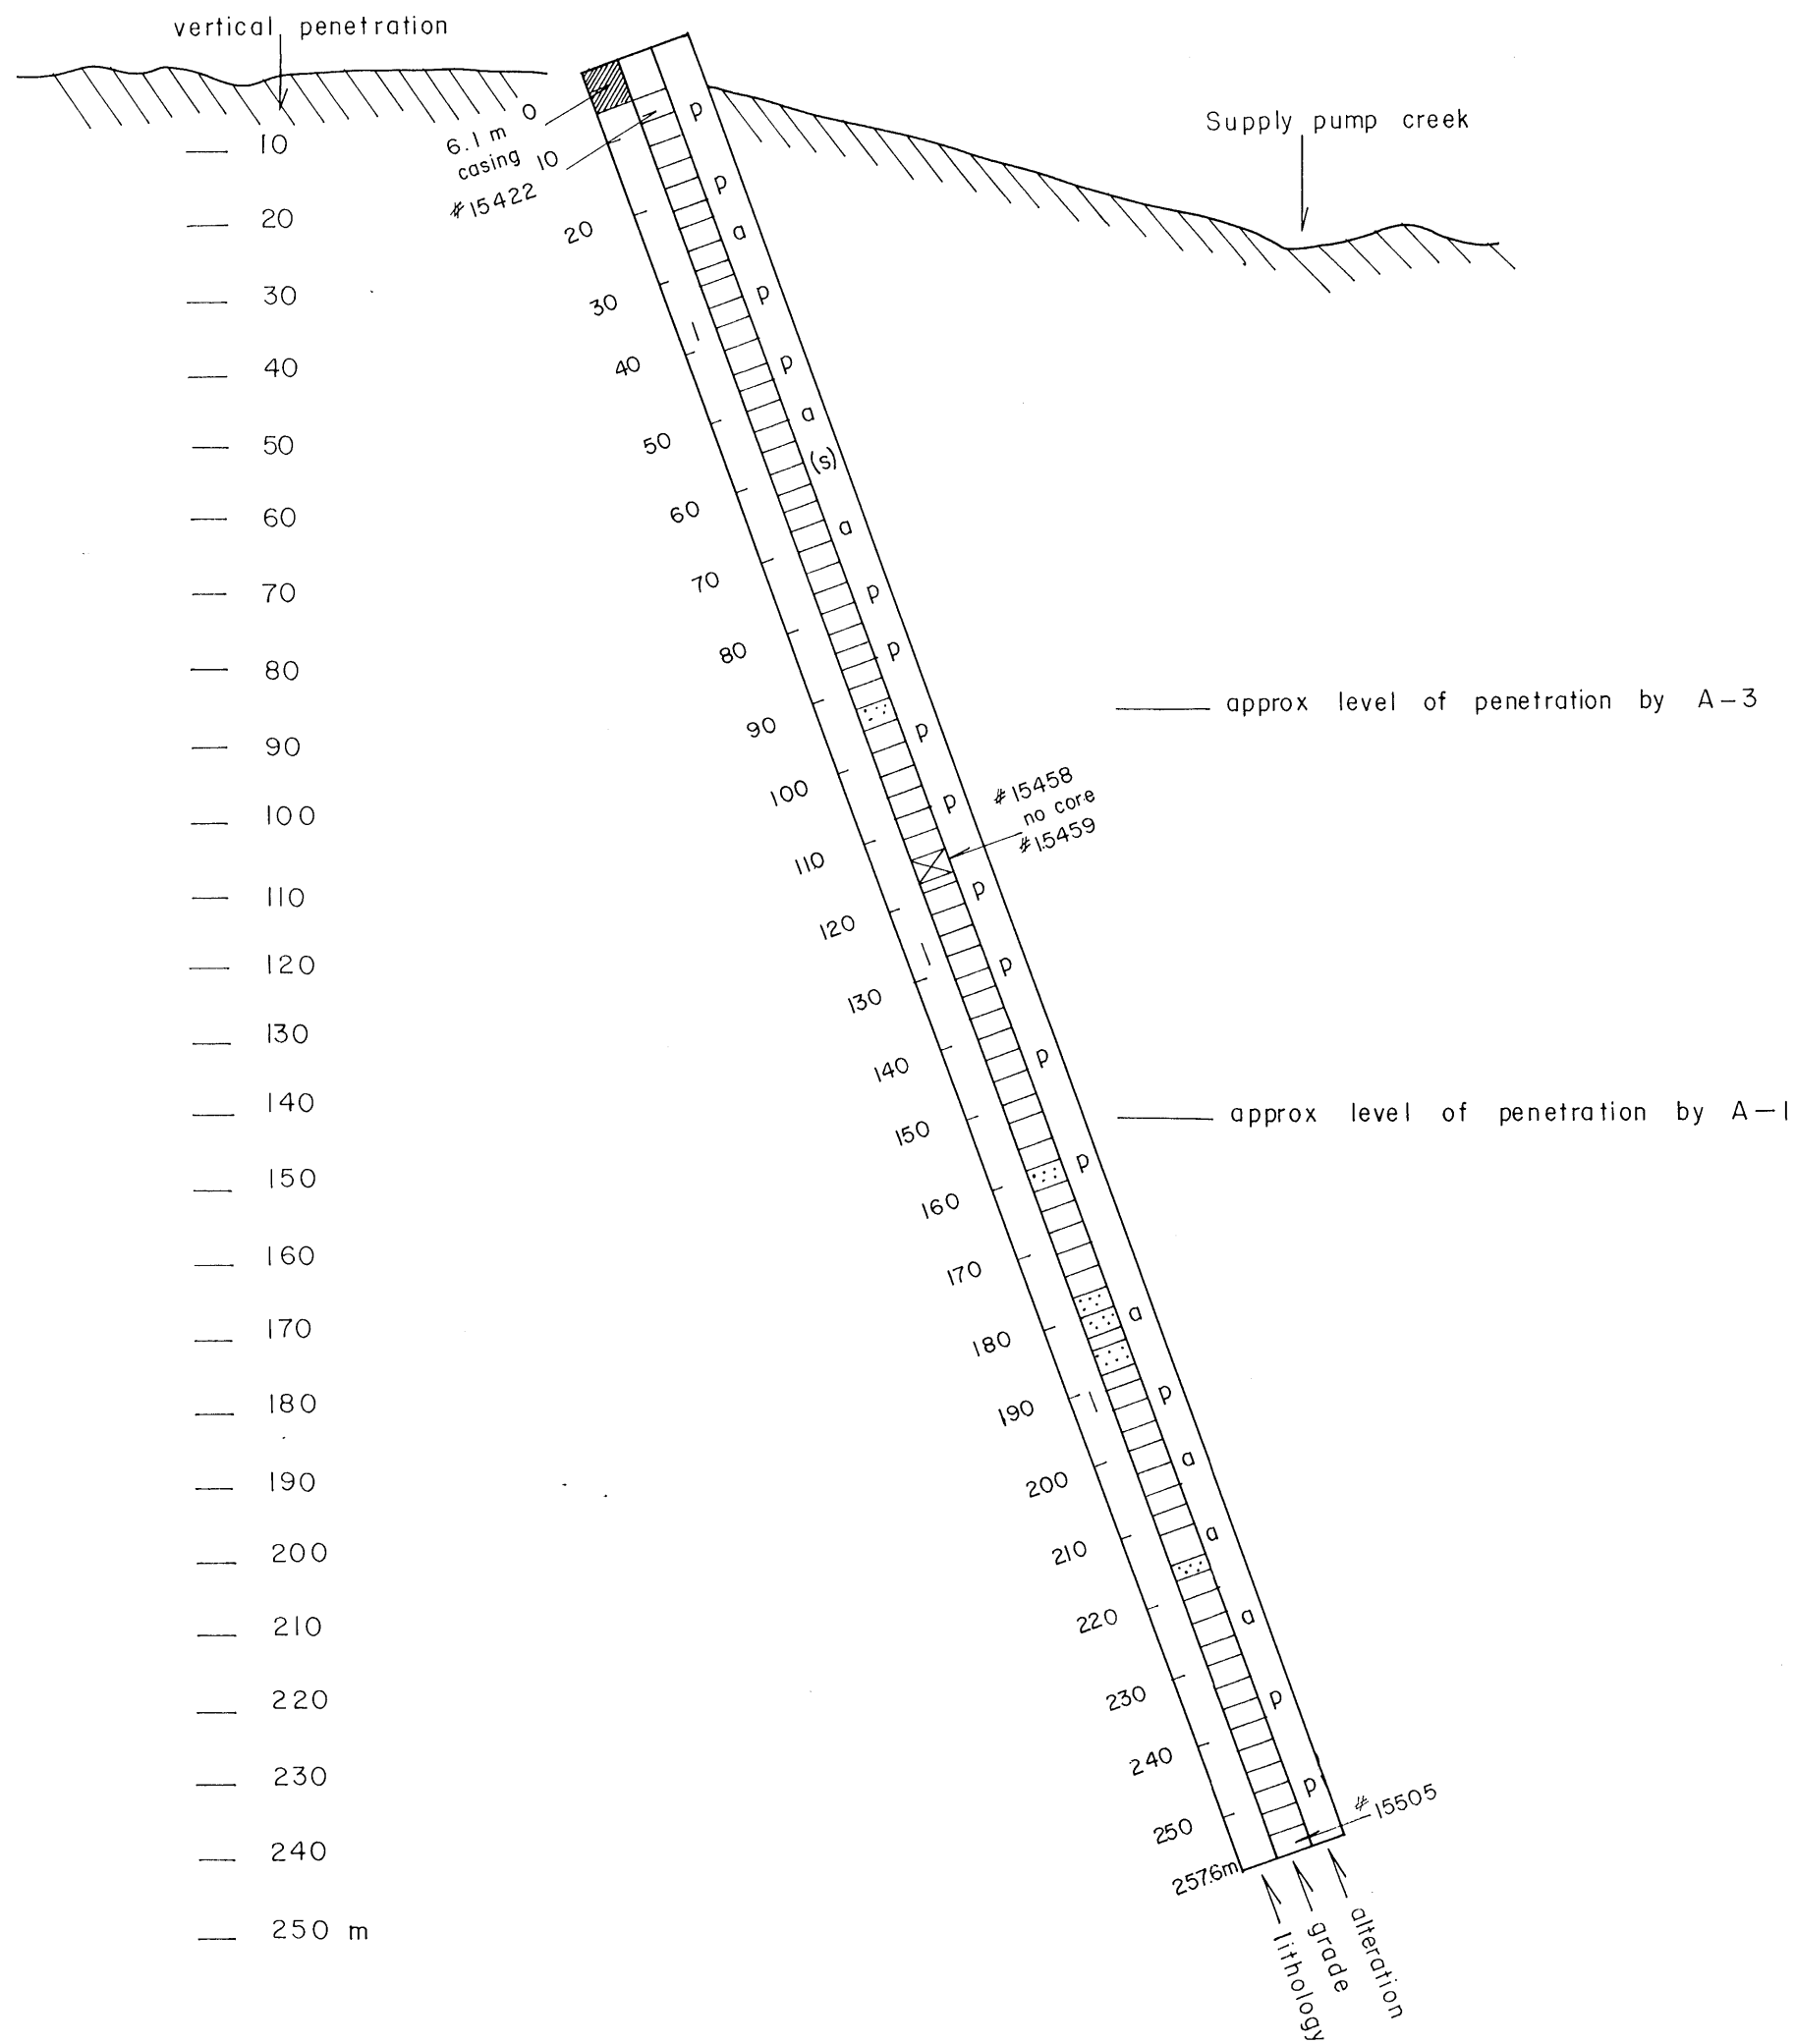 vertical penetration
Supply pump creek
6.1 m
casing
#15422
0
10
20
30
40
50
60
70
80
90
100
110
120
130
140
150
160
170
180
190
200
210
220
230
240
250
257.6m
10
20
30
40
50
60
70
80
90
100
110
120
130
140
150
160
170
180
190
200
210
220
230
240
250 m
1
1
1
p
p
a
p
p
a
(s)
a
p
p
p
p
p
p
p
p
a
p
a
a
a
p
p
approx level of penetration by A-3
#15458
no core
#15459
approx level of penetration by A-1
#15505
lithology
grade
alteration